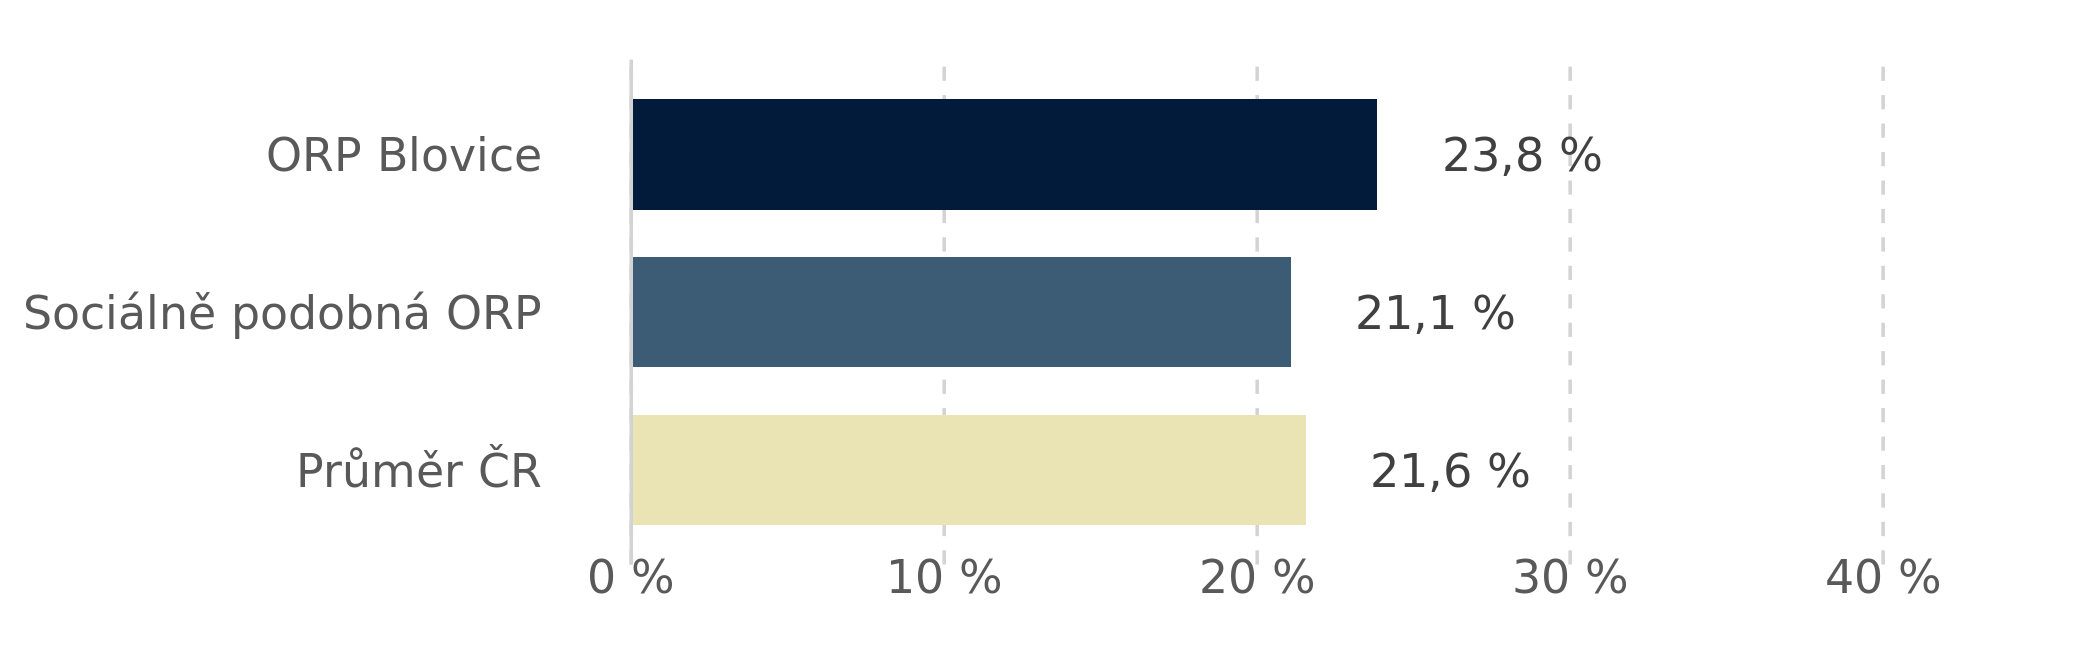 ORP Blovice
23,8 %
Sociálně podobná ORP
21,1 %
Průměr ČR
21,6 %
0 %
10 %
20 %
30 %
40 %